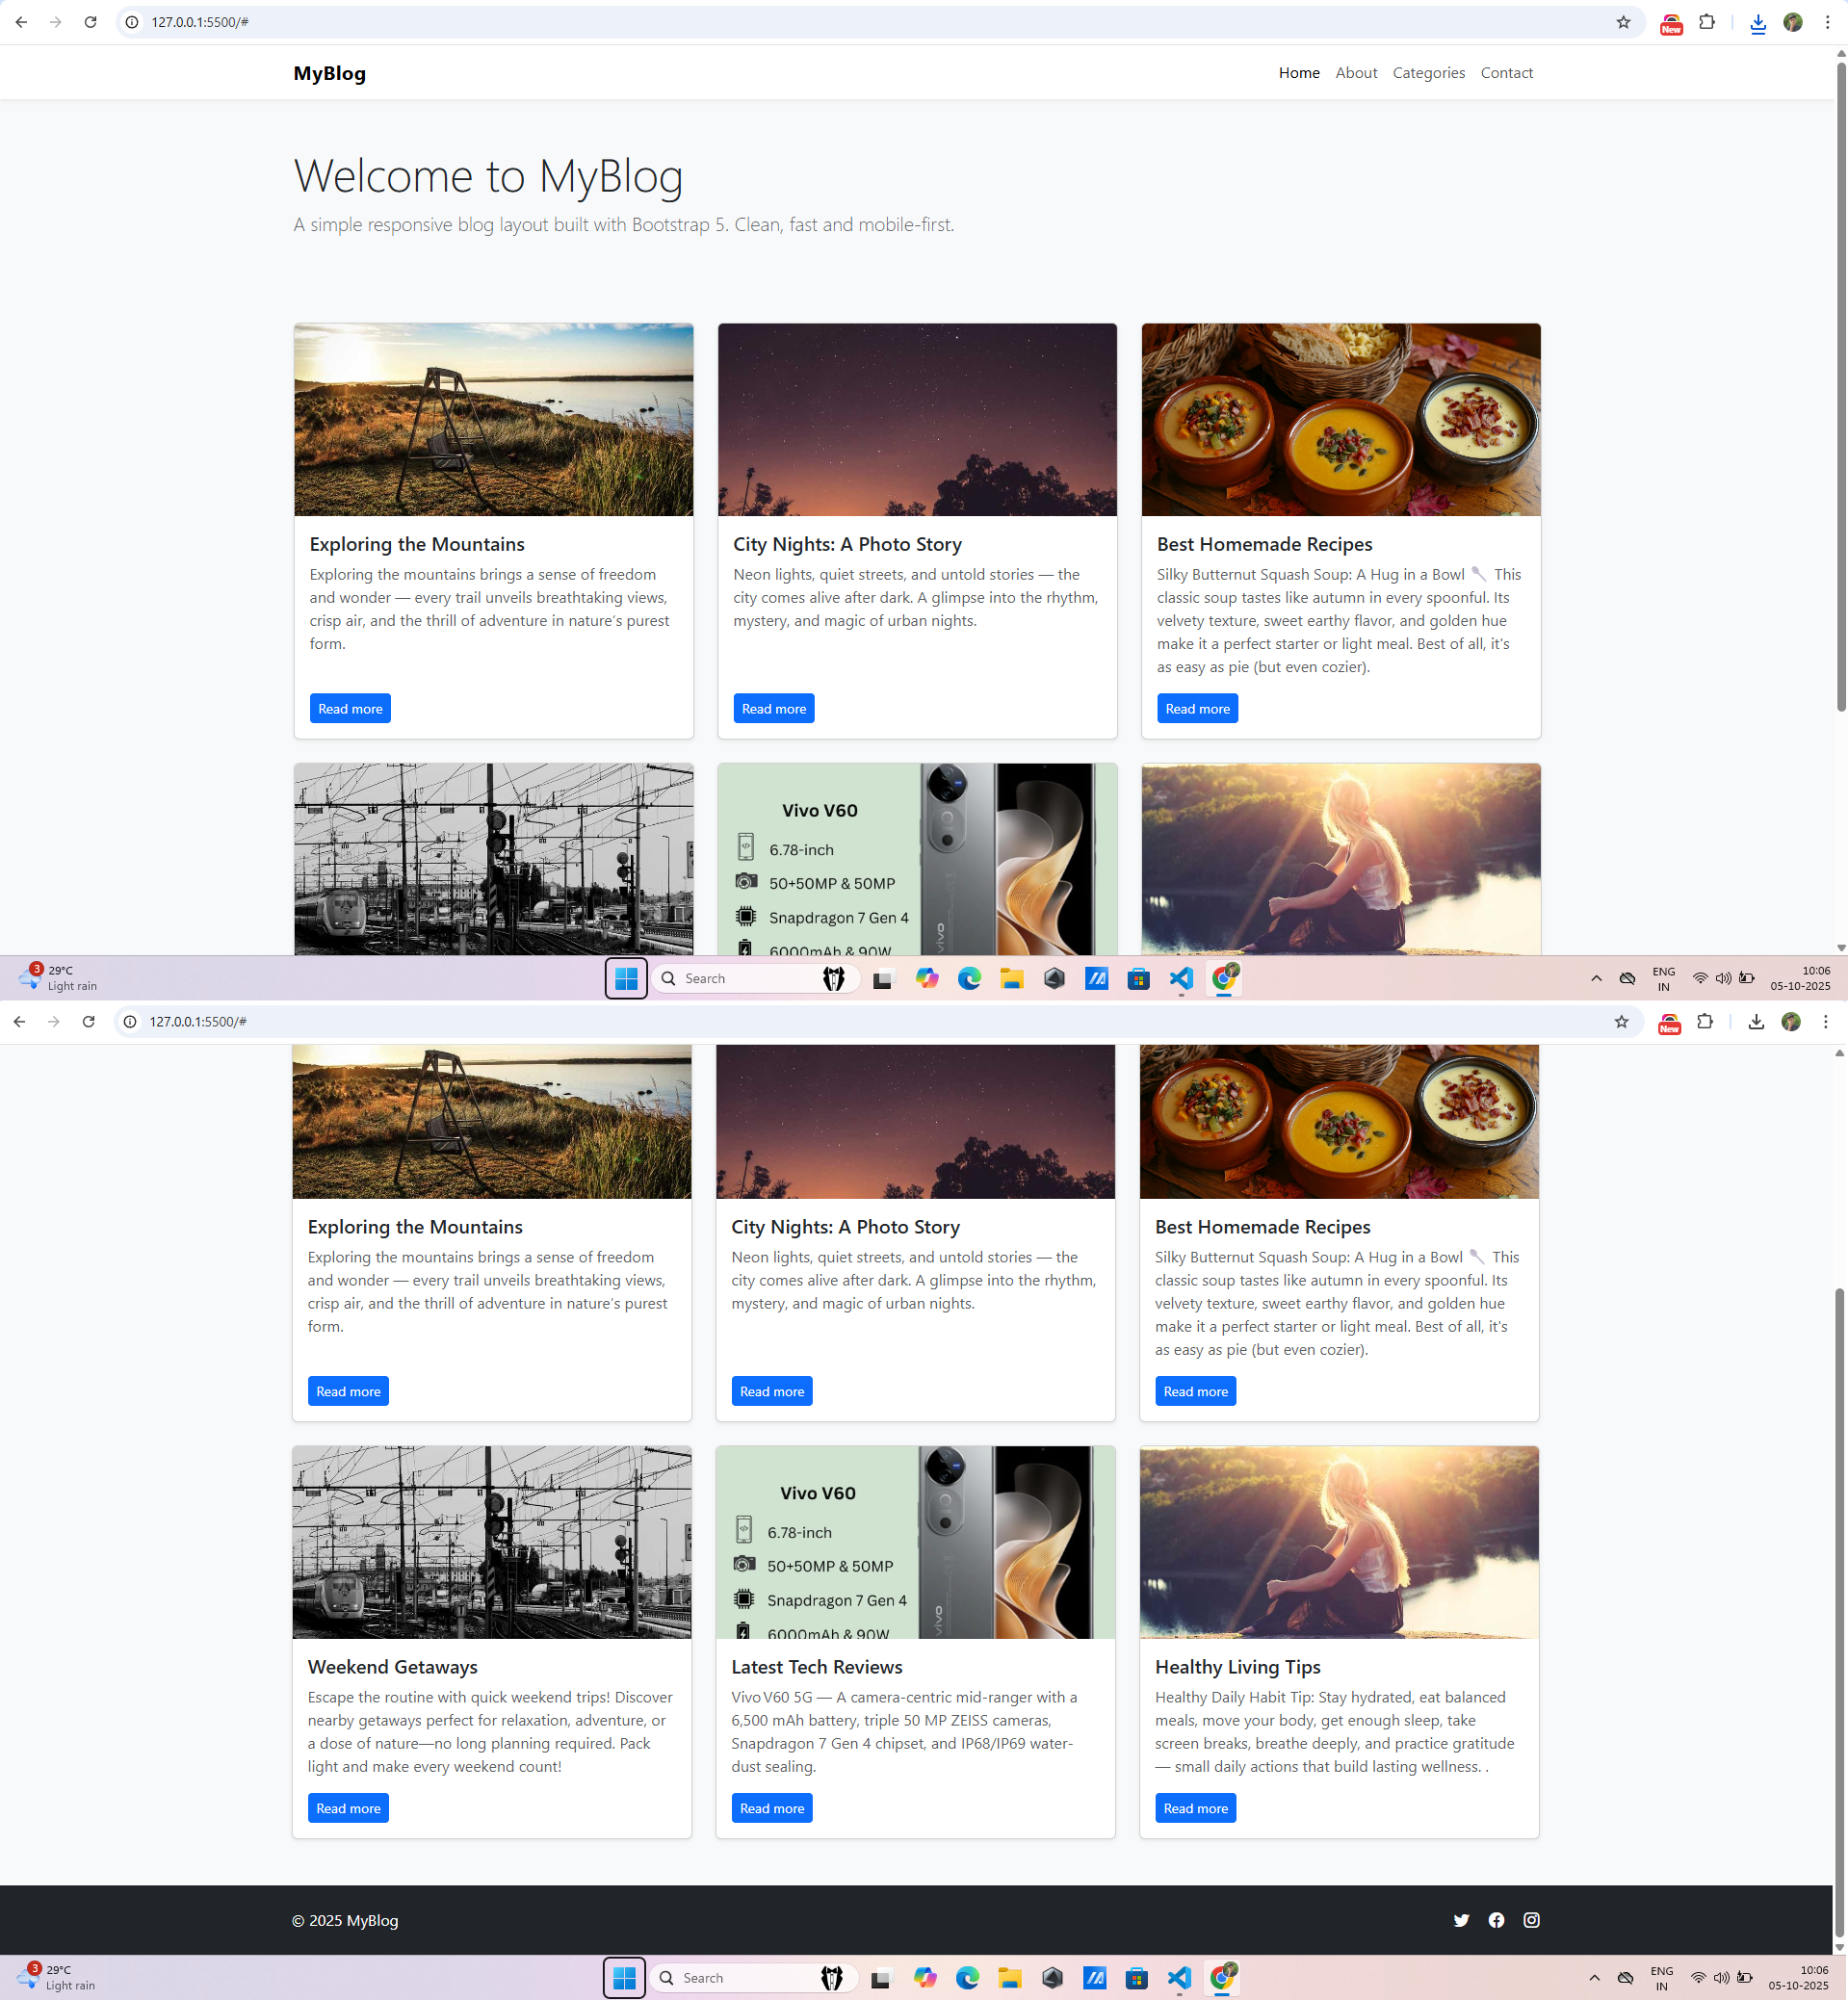 127.0.0.1:5500/#
New
MyBlog
Home About Categories Contact
Welcome to MyBlog
A simple responsive blog layout built with Bootstrap 5. Clean, fast and mobile-first.
Exploring the Mountains
Exploring the mountains brings a sense of freedom
and wonder — every trail unveils breathtaking views,
crisp air, and the thrill of adventure in nature's purest
form.
Read more
City Nights: A Photo Story
Neon lights, quiet streets, and untold stories — the
city comes alive after dark. A glimpse into the rhythm,
mystery, and magic of urban nights.
Read more
Best Homemade Recipes
Silky Butternut Squash Soup: A Hug in a Bowl 🥄 This
classic soup tastes like autumn in every spoonful. Its
velvety texture, sweet earthy flavor, and golden hue
make it a perfect starter or light meal. Best of all, it's
as easy as pie (but even cozier).
Read more
Vivo V60
6.78-inch
50+50MP & 50MP
Snapdragon 7 Gen 4
6000mAh & 90W
vivo
3
29°C
Light rain
Search
ENG
IN
10:06
05-10-2025
127.0.0.1:5500/#
New
Exploring the Mountains
Exploring the mountains brings a sense of freedom
and wonder — every trail unveils breathtaking views,
crisp air, and the thrill of adventure in nature's purest
form.
Read more
City Nights: A Photo Story
Neon lights, quiet streets, and untold stories — the
city comes alive after dark. A glimpse into the rhythm,
mystery, and magic of urban nights.
Read more
Best Homemade Recipes
Silky Butternut Squash Soup: A Hug in a Bowl 🥄 This
classic soup tastes like autumn in every spoonful. Its
velvety texture, sweet earthy flavor, and golden hue
make it a perfect starter or light meal. Best of all, it's
as easy as pie (but even cozier).
Read more
Vivo V60
6.78-inch
50+50MP & 50MP
Snapdragon 7 Gen 4
6000mAh & 90W
vivo
Weekend Getaways
Escape the routine with quick weekend trips! Discover
nearby getaways perfect for relaxation, adventure, or
a dose of nature—no long planning required. Pack
light and make every weekend count!
Read more
Latest Tech Reviews
Vivo V60 5G — A camera-centric mid-ranger with a
6,500 mAh battery, triple 50 MP ZEISS cameras,
Snapdragon 7 Gen 4 chipset, and IP68/IP69 water-
dust sealing.
Read more
Healthy Living Tips
Healthy Daily Habit Tip: Stay hydrated, eat balanced
meals, move your body, get enough sleep, take
screen breaks, breathe deeply, and practice gratitude
— small daily actions that build lasting wellness. .
Read more
© 2025 MyBlog
3
29°C
Light rain
Search
ENG
IN
10:06
05-10-2025